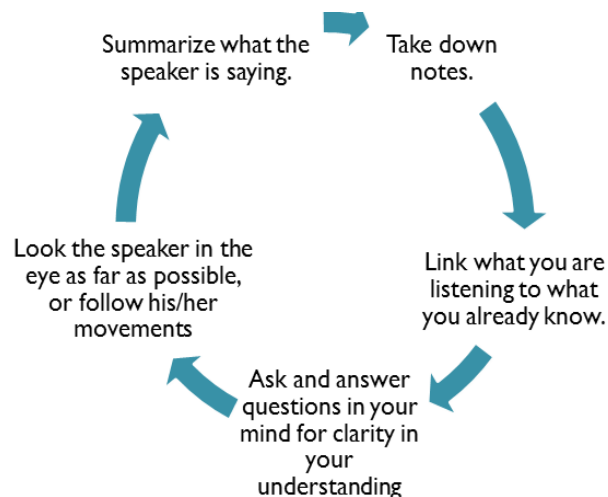 Summarize what the
speaker is saying.
Take down
notes.
Link what you are
listening to what
you already know.
Ask and answer
questions in your
mind for clarity in
your
understanding
Look the speaker in the
eye as far as possible,
or follow his/her
movements